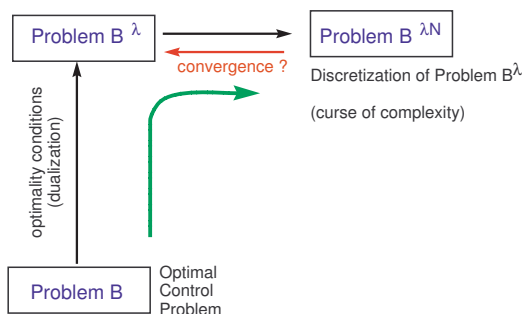 Problem B λ
Problem B λN
convergence ?
Discretization of Problem Bλ
(curse of complexity)
optimality conditions
(dualization)
Problem B
Optimal
Control
Problem